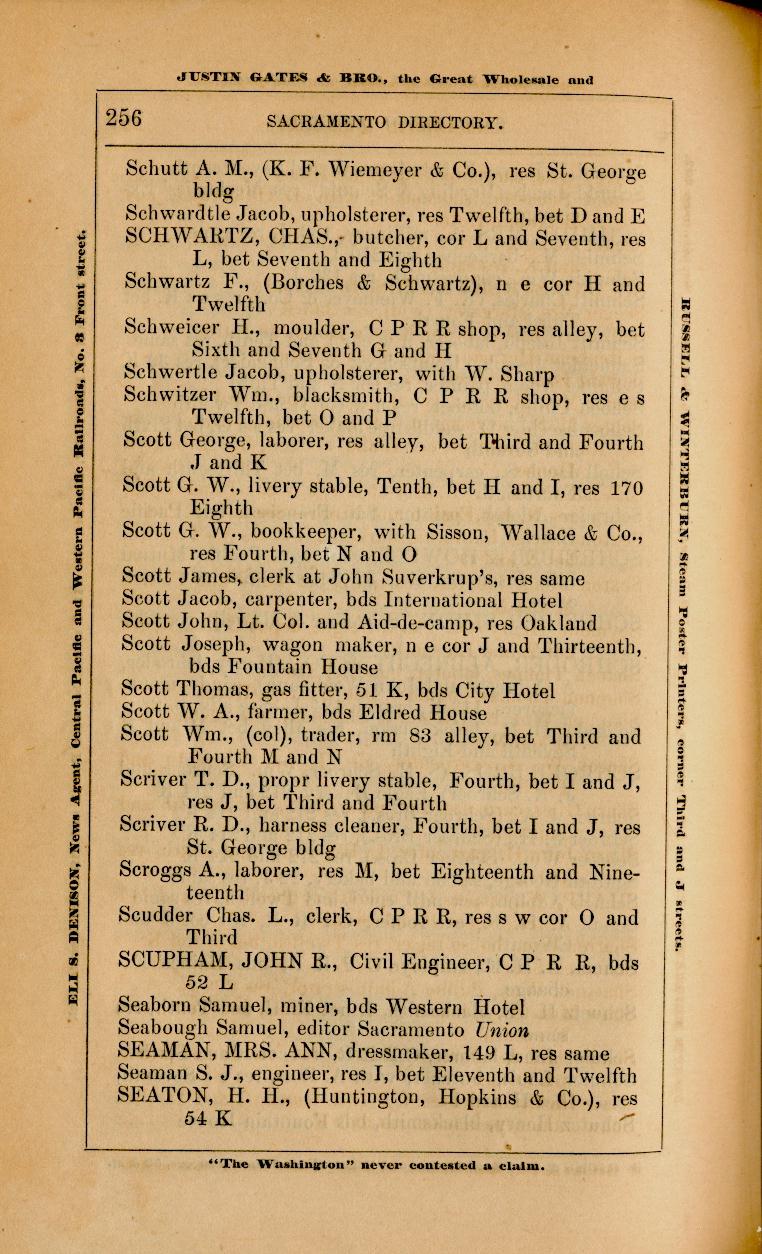 JUSTIN GATES & BRO., the Great Wholesale and
256 SACRAMENTO DIRECTORY.
Schutt A. M., (K. F. Wiemeyer & Co.), res St. George
bldg
Schwardtle Jacob, upholsterer, res Twelfth, bet D and E
SCHWARTZ, CHAS., butcher, cor L and Seventh, res
L, bet Seventh and Eighth
Schwartz F., (Borches & Schwartz), n e cor H and
Twelfth
Schweicer H., moulder, C P R R shop, res alley, bet
Sixth and Seventh G and H
Schwertle Jacob, upholsterer, with W. Sharp
Schwitzer Wm., blacksmith, C P R R shop, res e s
Twelfth, bet O and P
Scott George, laborer, res alley, bet Third and Fourth
J and K
Scott G. W., livery stable, Tenth, bet H and I, res 170
Eighth
Scott G. W., bookkeeper, with Sisson, Wallace & Co.,
res Fourth, bet N and O
Scott James, clerk at John Suverkrup's, res same
Scott Jacob, carpenter, bds International Hotel
Scott John, Lt. Col. and Aid-de-camp, res Oakland
Scott Joseph, wagon maker, n e cor J and Thirteenth,
bds Fountain House
Scott Thomas, gas fitter, 51 K, bds City Hotel
Scott W. A., farmer, bds Eldred House
Scott Wm., (col), trader, rm 83 alley, bet Third and
Fourth M and N
Scriver T. D., propr livery stable, Fourth, bet I and J,
res J, bet Third and Fourth
Scriver R. D., harness cleaner, Fourth, bet I and J, res
St. George bldg
Scroggs A., laborer, res M, bet Eighteenth and Nine-
teenth
Scudder Chas. L., clerk, C P R R, res s w cor O and
Third
SCUPHAM, JOHN R., Civil Engineer, C P R R, bds
52 L
Seaborn Samuel, miner, bds Western Hotel
Seabough Samuel, editor Sacramento Union
SEAMAN, MRS. ANN, dressmaker, 149 L, res same
Seaman S. J., engineer, res I, bet Eleventh and Twelfth
SEATON, H. H., (Huntington, Hopkins & Co.), res
54 K
"The Washington" never contested a claim.
ELI S. DENISON, News Agent, Central Pacific and Western Pacific Railroads, No. 8 Front street.
RUSSELL & WINTERBURN, Steam Poster Printers, corner Third and J streets.